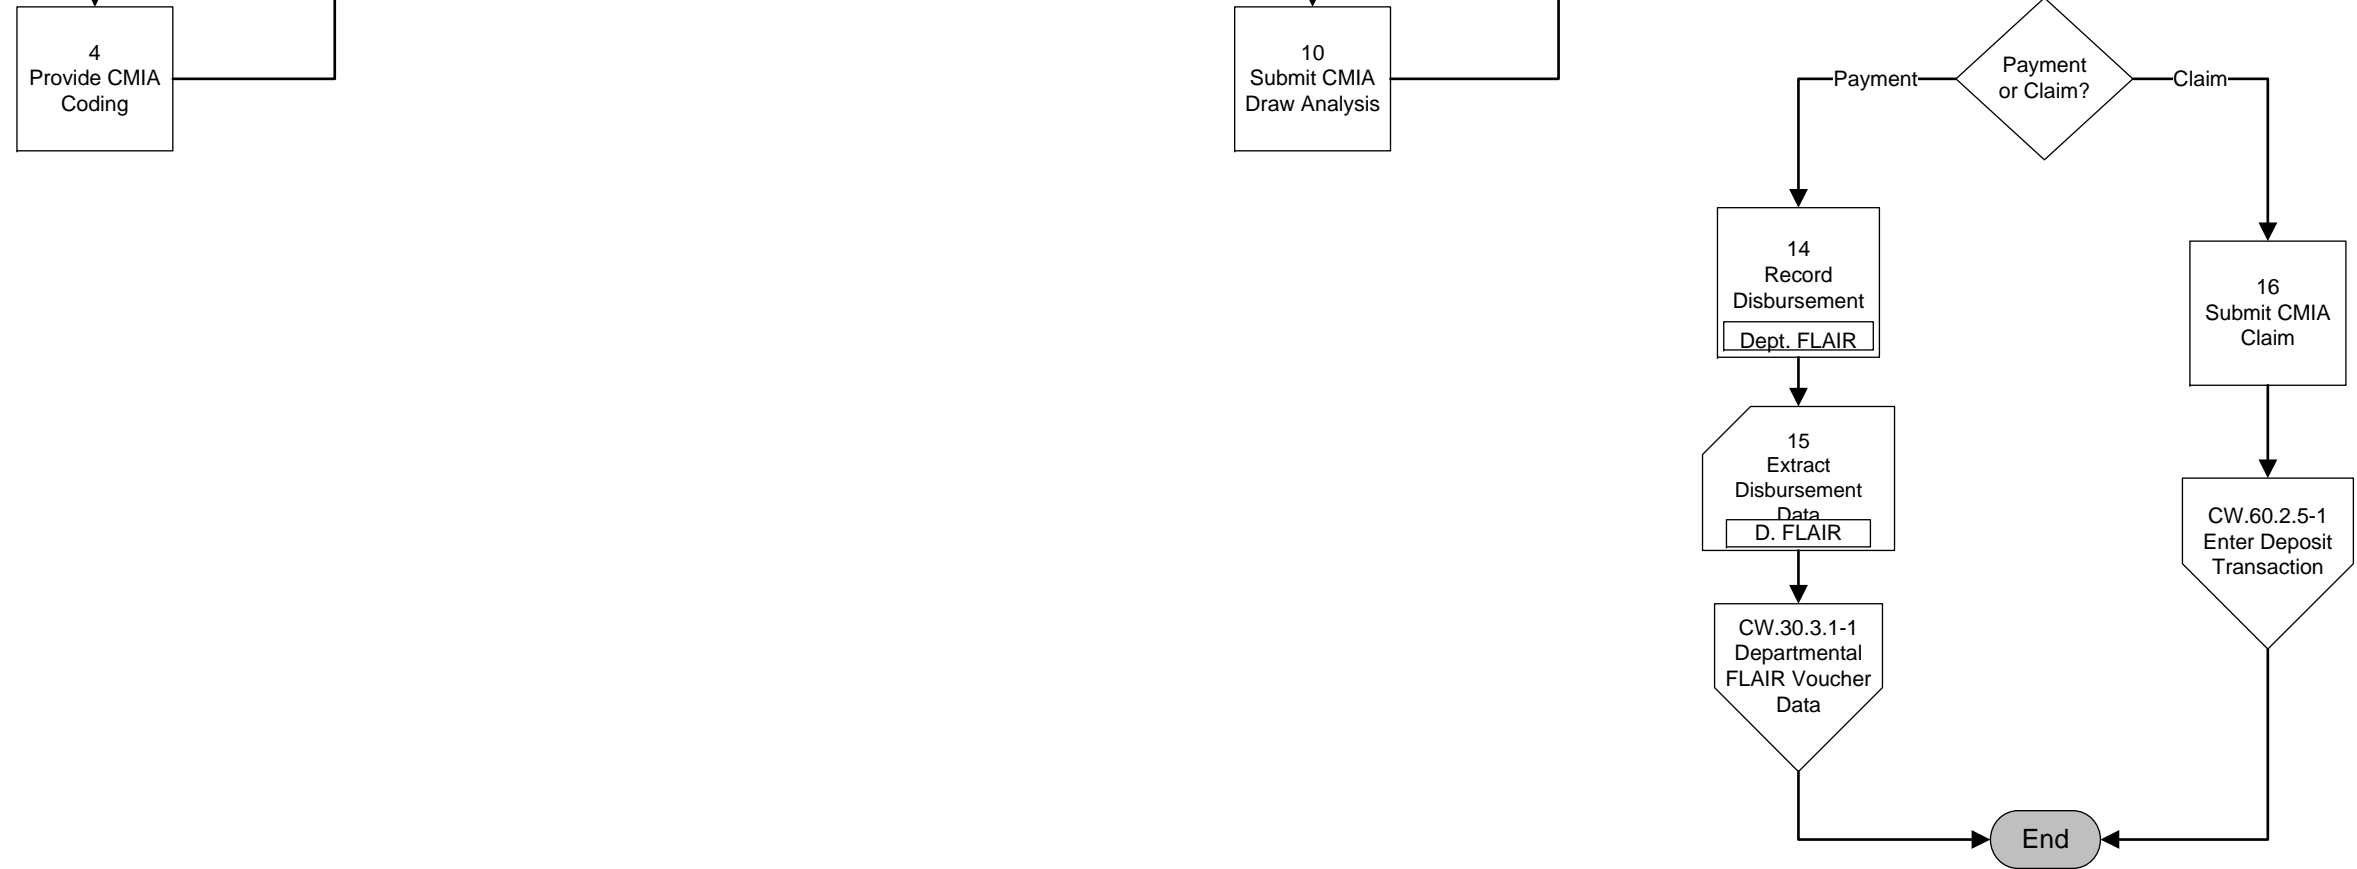 4
Provide CMIA
Coding
10
Submit CMIA
Draw Analysis
Payment
or Claim?
Payment
Claim
14
Record
Disbursement
Dept. FLAIR
16
Submit CMIA
Claim
15
Extract
Disbursement
Data
D. FLAIR
CW.60.2.5-1
Enter Deposit
Transaction
CW.30.3.1-1
Departmental
FLAIR Voucher
Data
End